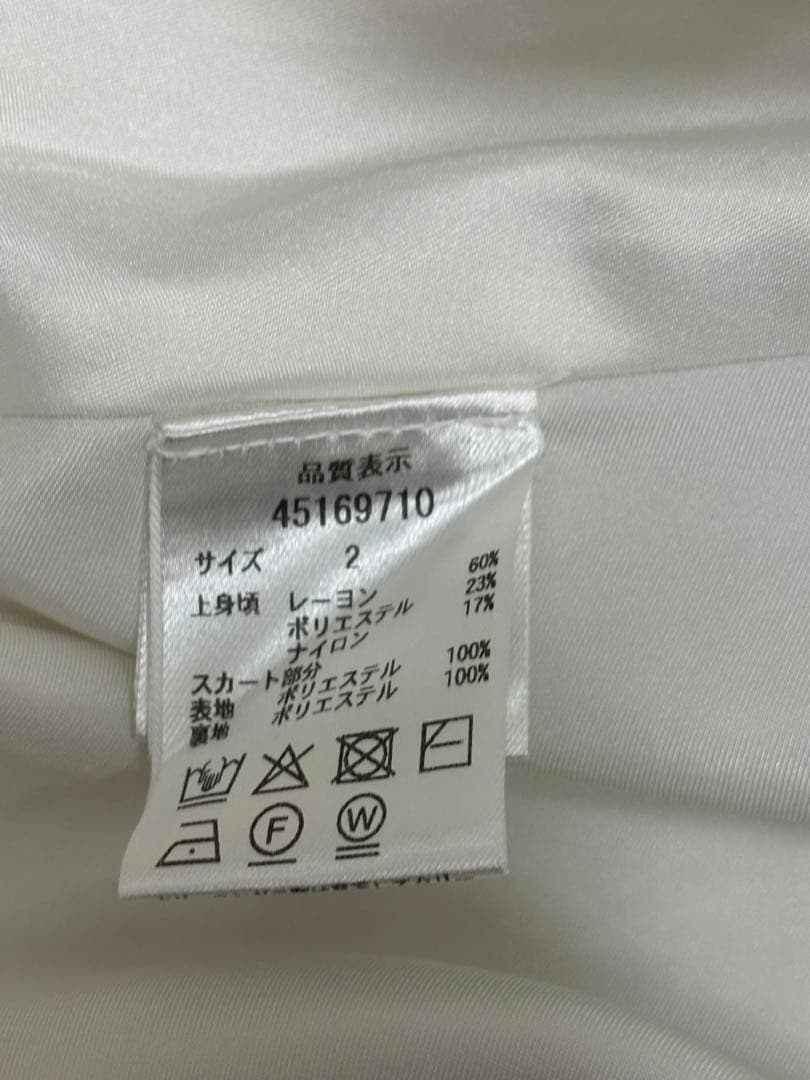 品質表示
45169710
サイズ 2
上身頃 レーヨン 60%
ポリエステル 23%
ナイロン 17%
スカート部分
表地 ポリエステル 100%
裏地 ポリエステル 100%
F W